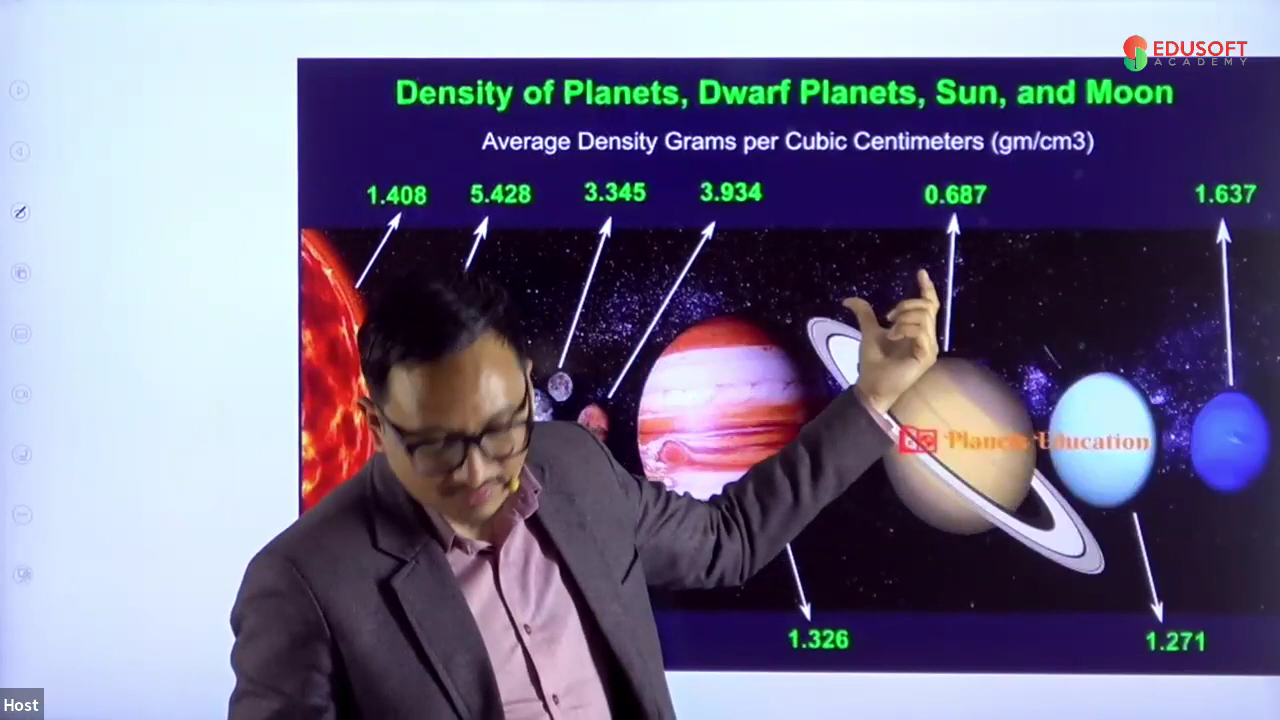 EDUSOFT
ACADEMY
Density of Planets, Dwarf Planets, Sun, and Moon
Average Density Grams per Cubic Centimeters (gm/cm3)
1.408 5.428 3.345 3.934 0.687 1.637
Planets Education
1.326 1.271
Host